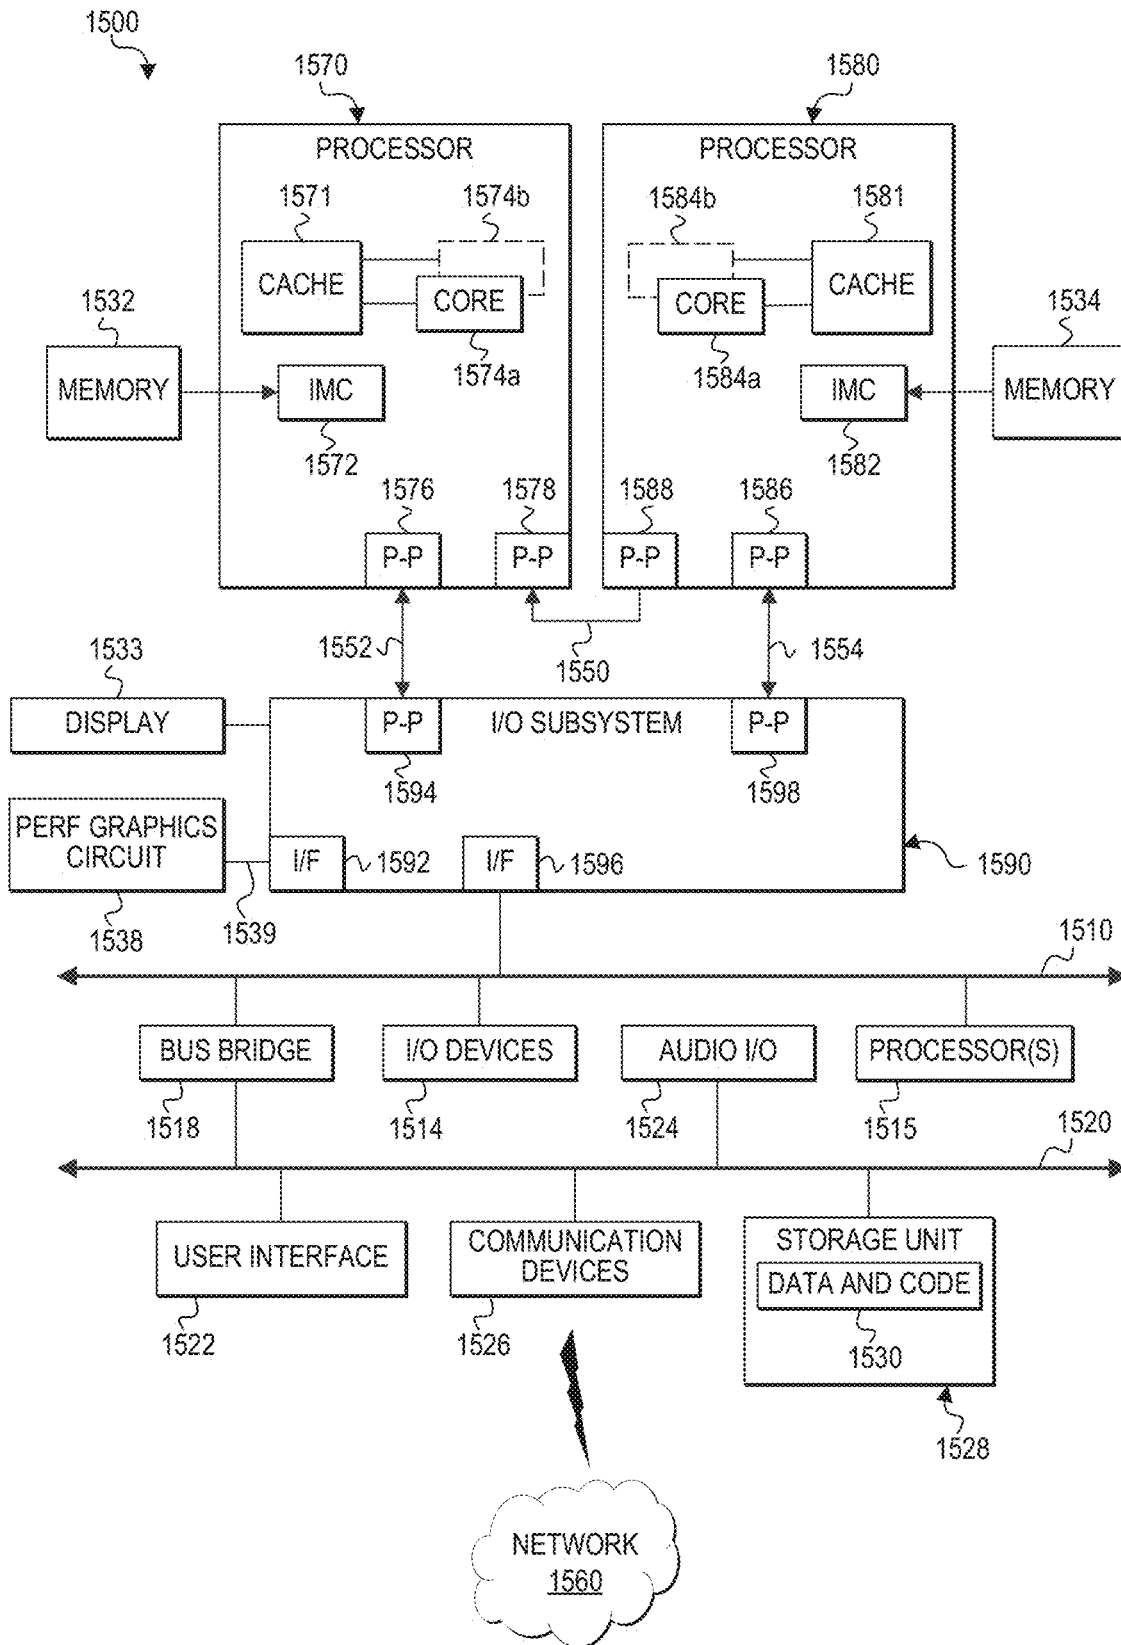 1500
1570
1580
PROCESSOR
PROCESSOR
1571
1574b
1584b
1581
CACHE
CORE
CORE
CACHE
1532
1574a
1584a
1534
MEMORY
IMC
IMC
MEMORY
1572
1582
1576
1578
1588
1586
P-P
P-P
P-P
P-P
1552
1550
1554
1533
DISPLAY
P-P
I/O SUBSYSTEM
P-P
1594
1598
PERF GRAPHICS
CIRCUIT
I/F
1592
I/F
1596
1590
1538
1539
1510
BUS BRIDGE
I/O DEVICES
AUDIO I/O
PROCESSOR(S)
1518
1514
1524
1515
1520
USER INTERFACE
COMMUNICATION
DEVICES
STORAGE UNIT
DATA AND CODE
1522
1526
1530
1528
NETWORK
1560